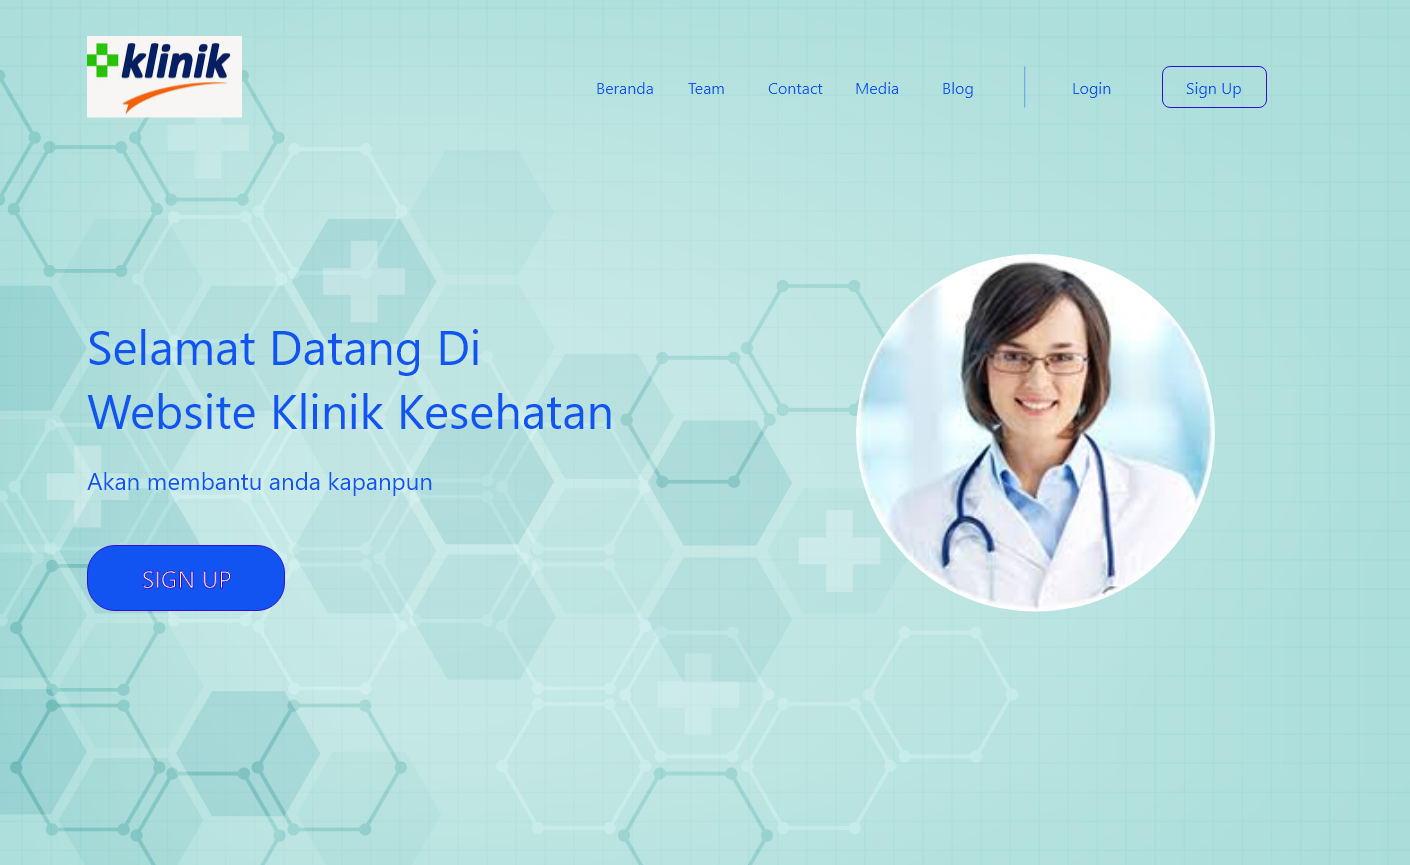 klinik
Beranda Team Contact Media Blog Login Sign Up
Selamat Datang Di
Website Klinik Kesehatan
Akan membantu anda kapanpun
SIGN UP